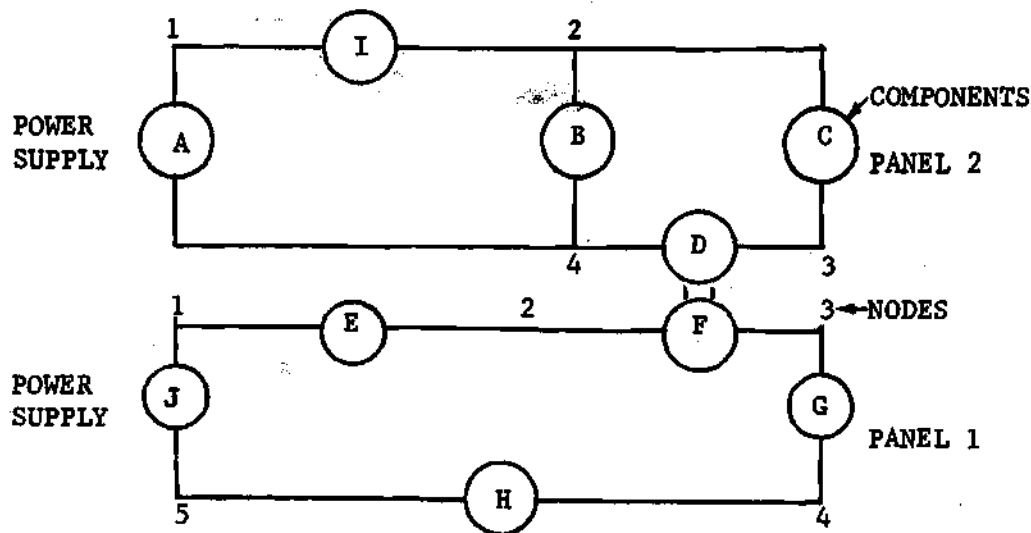 1
I
2
POWER
SUPPLY
A
B
C
COMPONENTS
PANEL 2
4
D
3
1
E
2
F
3
NODES
POWER
SUPPLY
J
G
PANEL 1
5
H
4